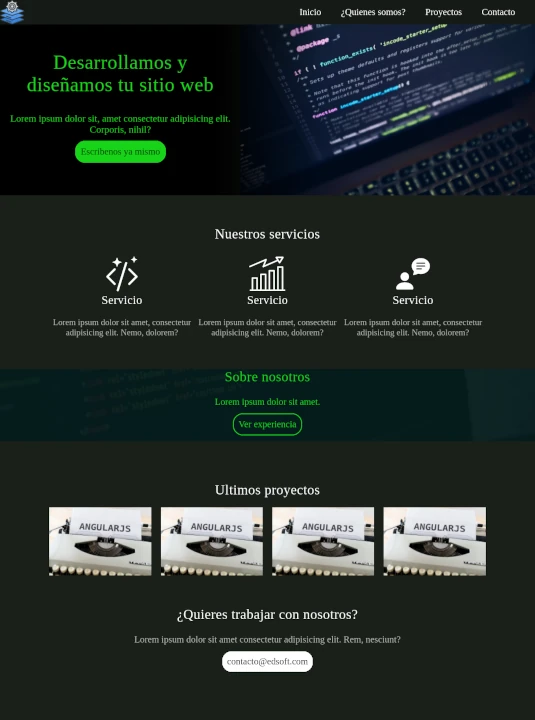 Inicio ¿Quienes somos? Proyectos Contacto
Desarrollamos y
diseñamos tu sitio web
Lorem ipsum dolor sit, amet consectetur adipisicing elit.
Corporis, nihil?
Escríbenos ya mismo
Nuestros servicios
Servicio Servicio Servicio
Lorem ipsum dolor sit amet, consectetur
adipisicing elit. Nemo, dolorem?
Lorem ipsum dolor sit amet, consectetur
adipisicing elit. Nemo, dolorem?
Lorem ipsum dolor sit amet, consectetur
adipisicing elit. Nemo, dolorem?
Sobre nosotros
Lorem ipsum dolor sit amet.
Ver experiencia
Ultimos proyectos
ANGULARJS ANGULARJS ANGULARJS ANGULARJS
¿Quieres trabajar con nosotros?
Lorem ipsum dolor sit amet consectetur adipisicing elit. Rem, nesciunt?
contacto@edsoft.com